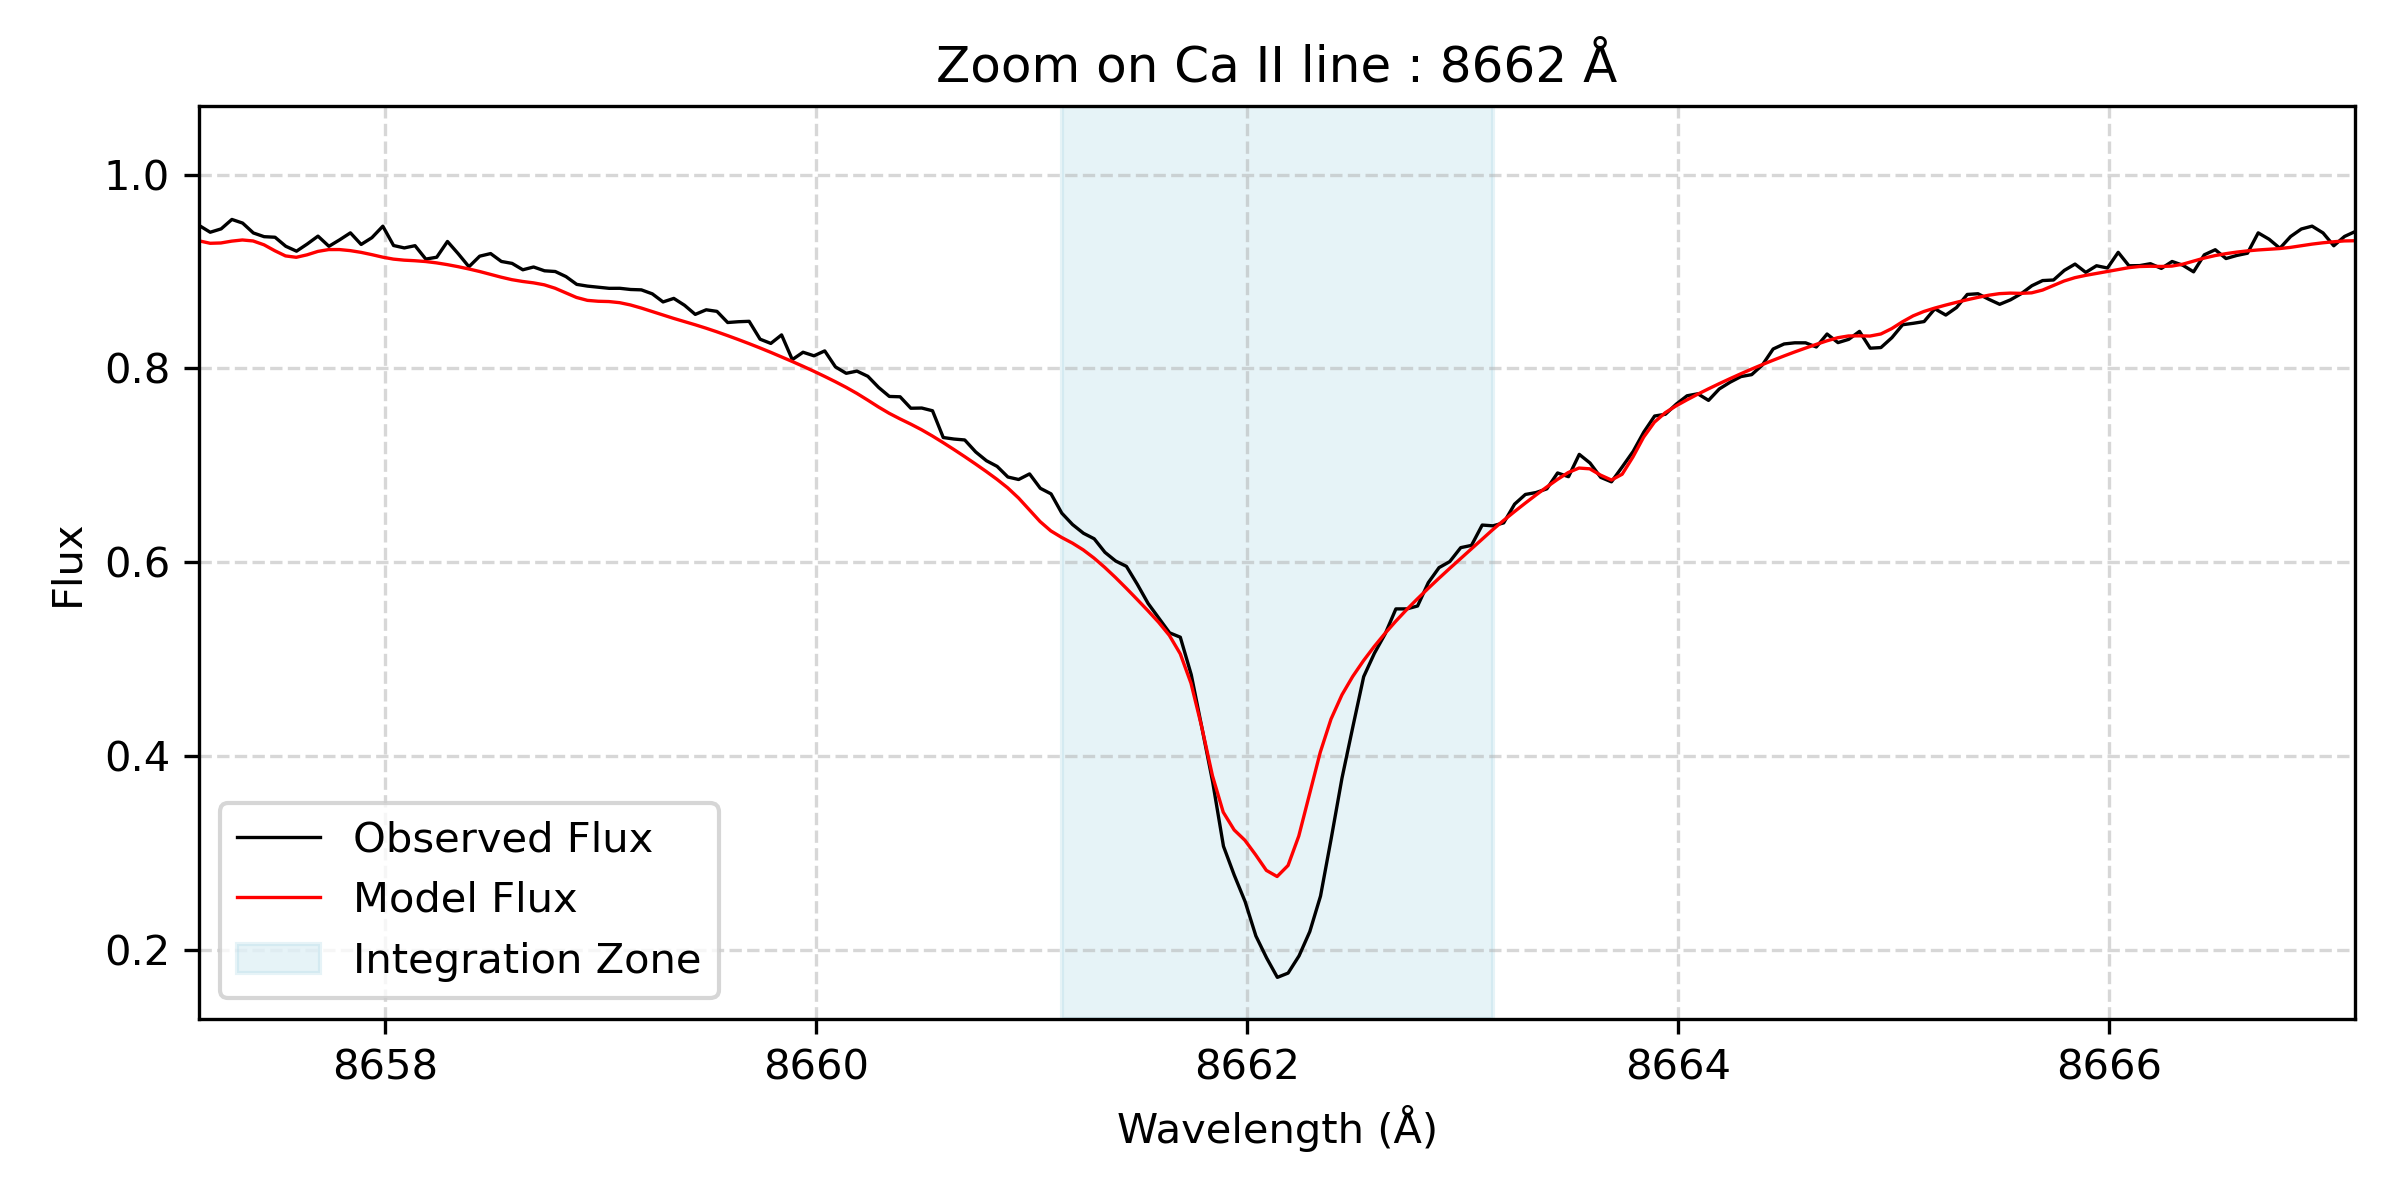 Zoom on Ca II line : 8662 Å
1.0
0.8
0.6
0.4
0.2
Flux
Observed Flux
Model Flux
Integration Zone
8658 8660 8662 8664 8666
Wavelength (Å)